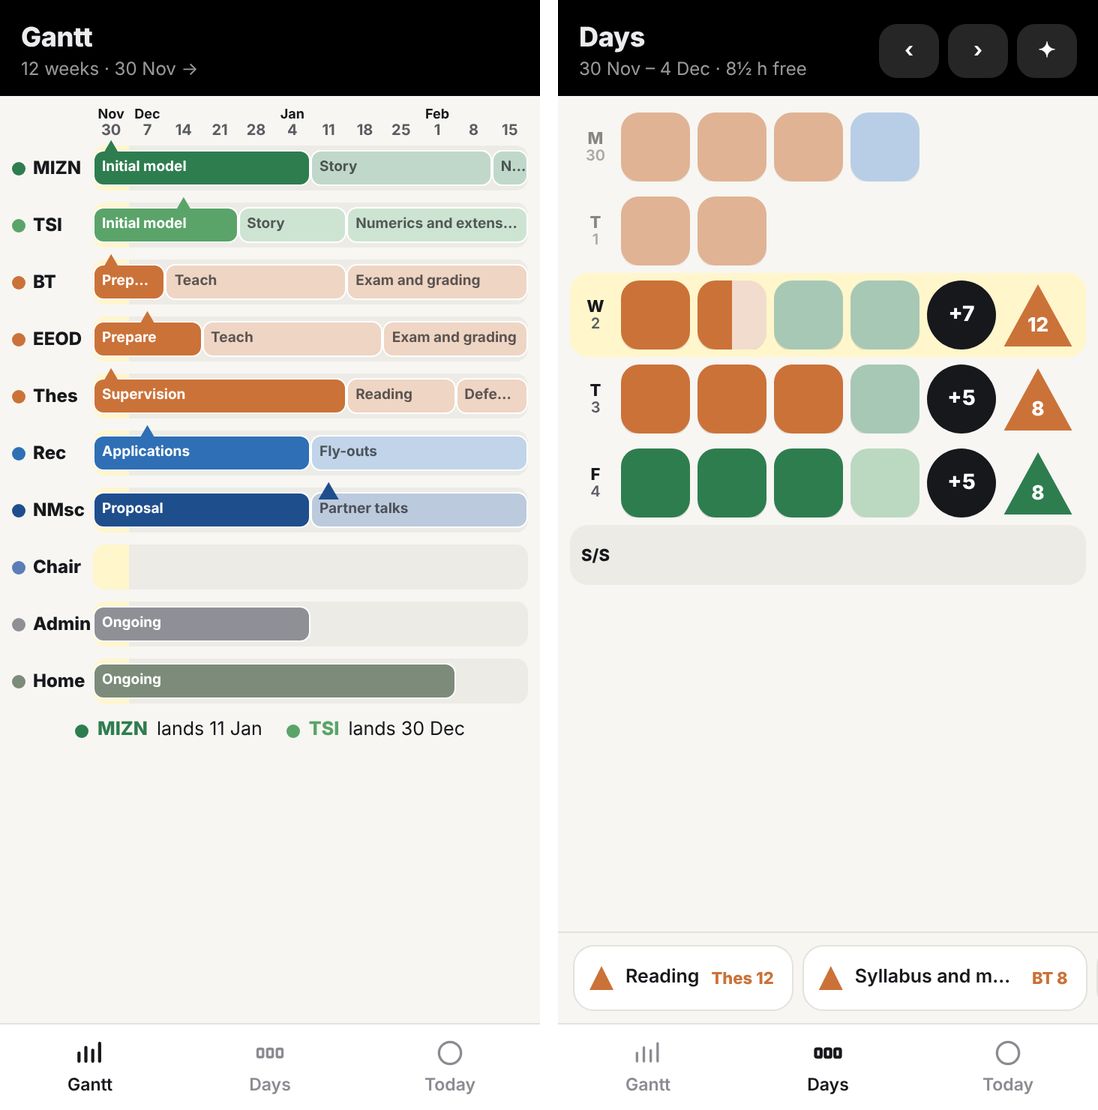 Gantt
12 weeks · 30 Nov →
Nov Dec Jan Feb
30 7 14 21 28 4 11 18 25 1 8 15
MIZN Initial model Story N...
TSI Initial model Story Numerics and extens...
BT Prep... Teach Exam and grading
EEOD Prepare Teach Exam and grading
Thes Supervision Reading Defe...
Rec Applications Fly-outs
NMsc Proposal Partner talks
Chair
Admin Ongoing
Home Ongoing
MIZN lands 11 Jan TSI lands 30 Dec
Gantt Days Today
Days
30 Nov – 4 Dec · 8½ h free
M
30
T
1
W
2
+7 12
T
3
+5 8
F
4
+5 8
S/S
Reading Thes 12 Syllabus and m... BT 8
Gantt Days Today